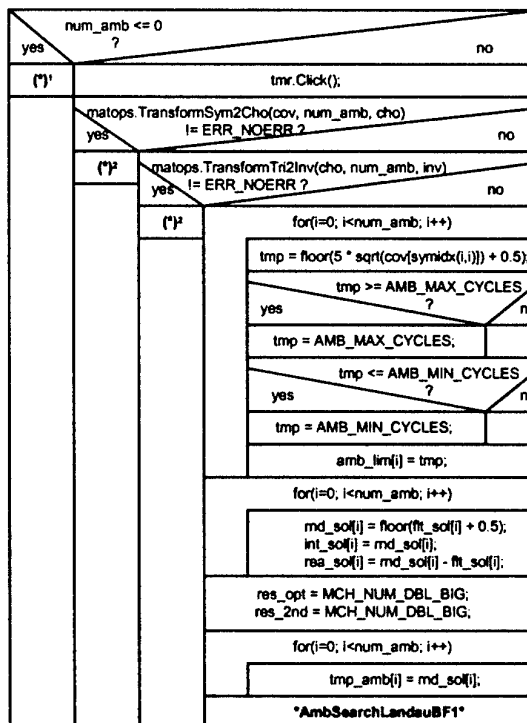 num_amb <= 0
?
yes
no
(*)¹
tmr.Click();
matops.TransformSym2Cho(cov, num_amb, cho)
!= ERR_NOERR ?
yes
no
(*)²
matops.TransformTri2Inv(cho, num_amb, inv)
!= ERR_NOERR ?
yes
no
(*)²
for(i=0; i<num_amb; i++)
tmp = floor(5 * sqrt(cov[symidx(i,i)]) + 0.5);
tmp >= AMB_MAX_CYCLES
?
yes
n
tmp = AMB_MAX_CYCLES;
tmp <= AMB_MIN_CYCLES
?
yes
n
tmp = AMB_MIN_CYCLES;
amb_lim[i] = tmp;
for(i=0; i<num_amb; i++)
rnd_sol[i] = floor(flt_sol[i] + 0.5);
int_sol[i] = rnd_sol[i];
rea_sol[i] = rnd_sol[i] - flt_sol[i];
res_opt = MCH_NUM_DBL_BIG;
res_2nd = MCH_NUM_DBL_BIG;
for(i=0; i<num_amb; i++)
tmp_amb[i] = rnd_sol[i];
"AmbSearchLandauBF1"